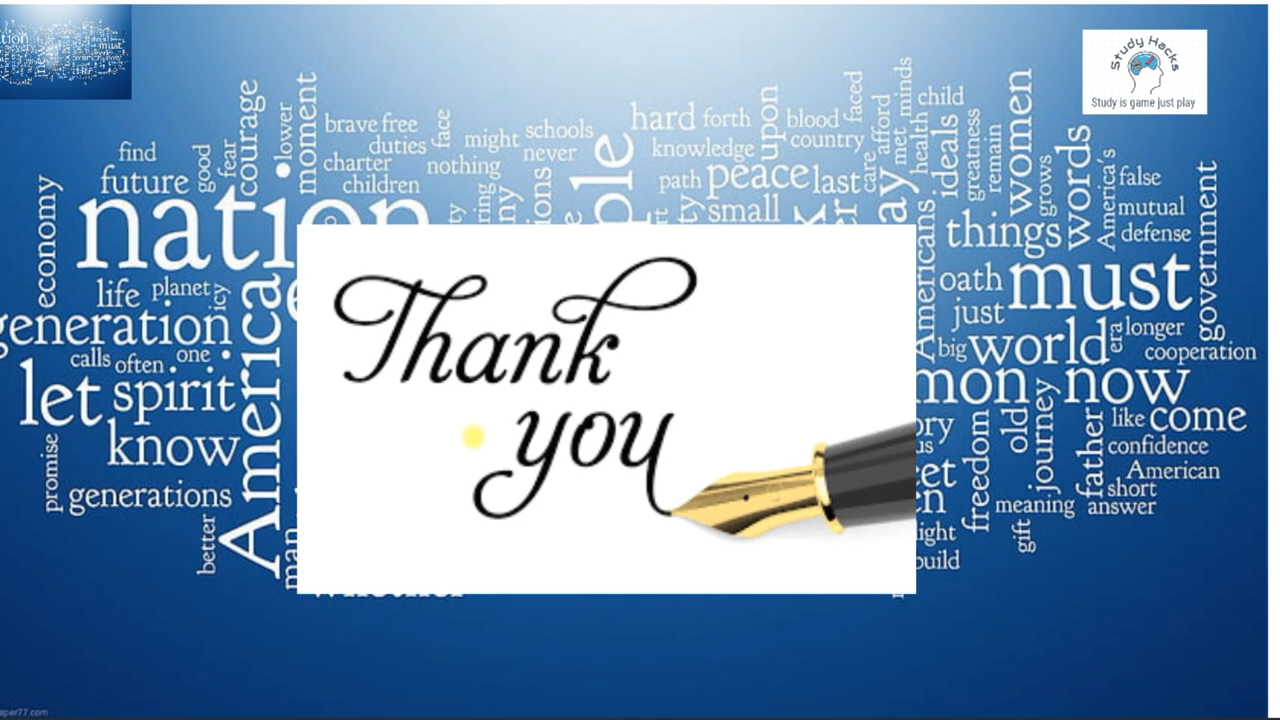 Study Hacks
Study is game just play
Thank
you
find
future
good
fear
courage
lower
moment
brave free
duties
face
charter
children
might
nothing
schools
never
hard forth
upon
blood
faced
knowledge
country
path peace last
care
afford
met
minds
health
child
ideals
greatness
remain
women
grows
words
America's
false
mutual
defense
government
small
things
economy
life planet
generation
America
calls often one
let spirit
know
promise
generations
better
man
Americans
oath must
just
big world
era longer
cooperation
now
old
journey
father
like come
confidence
American
freedom
meaning
short
answer
gift